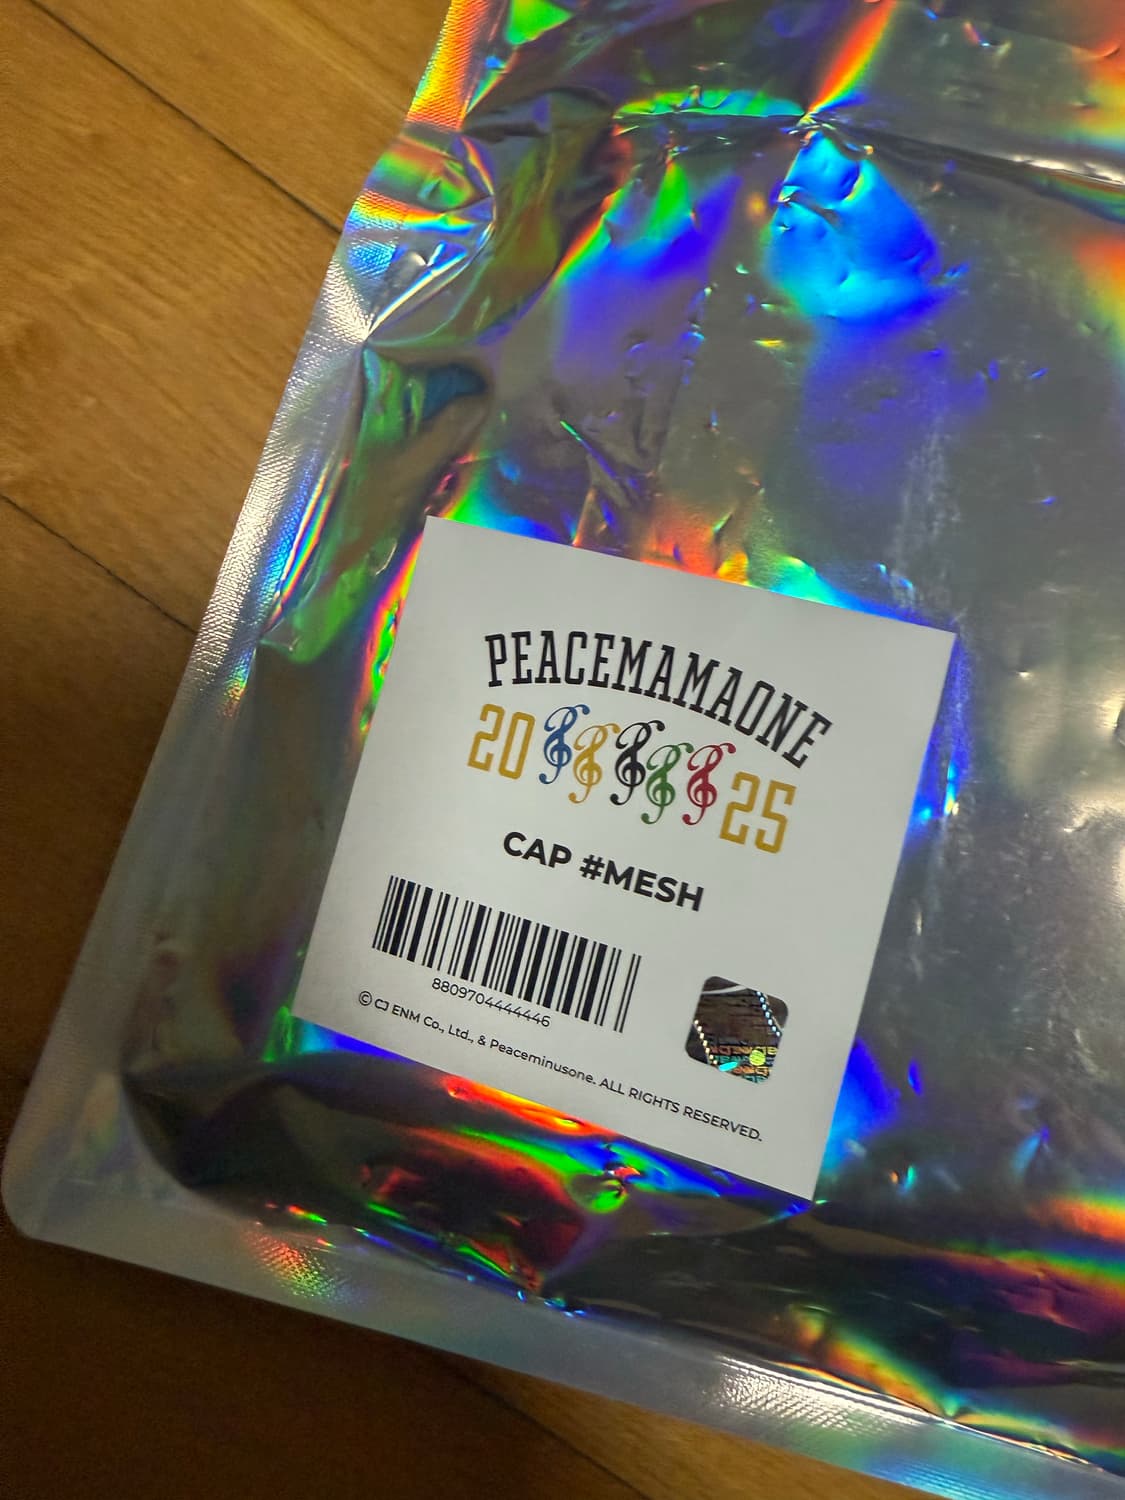 PEACEMAMAONE
20 25
CAP #MESH
8809704444446
© CJ ENM Co., Ltd., & Peaceminusone. ALL RIGHTS RESERVED.